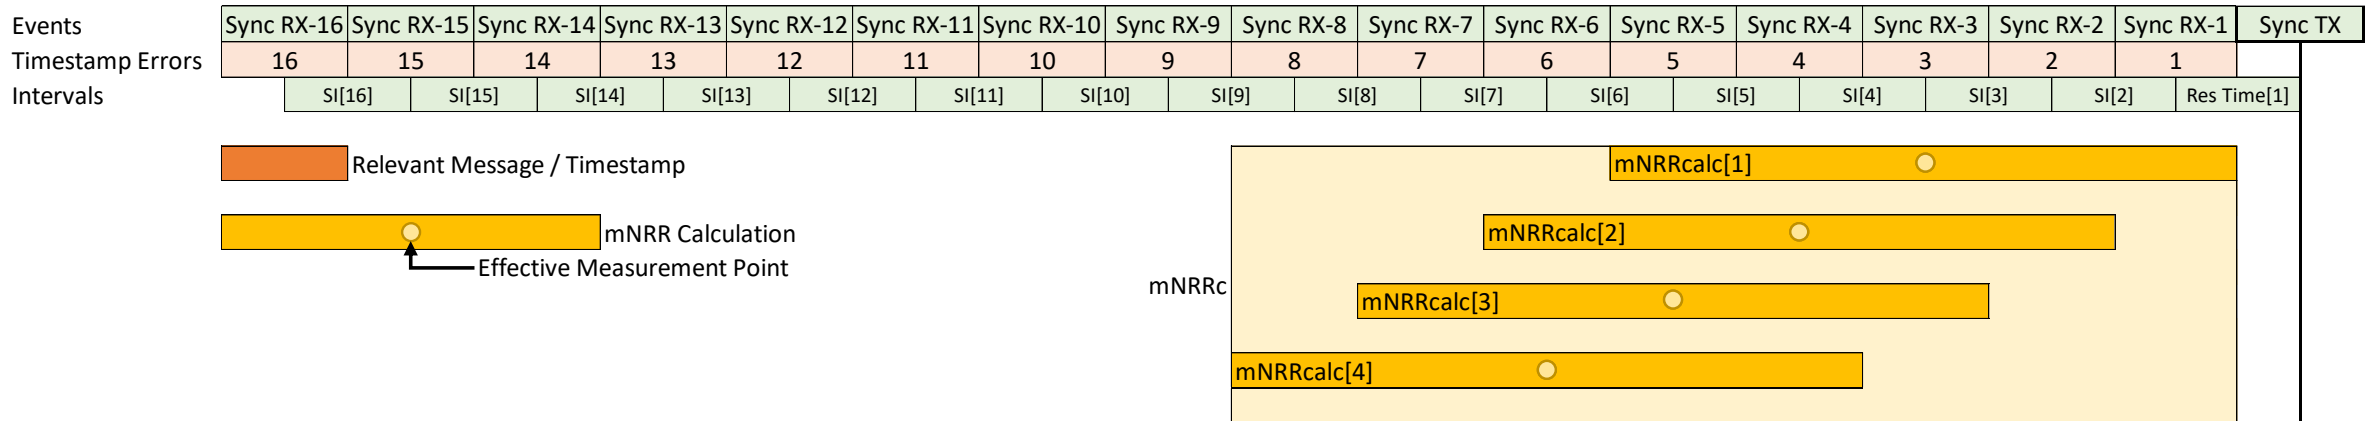 Events Sync RX-16 Sync RX-15 Sync RX-14 Sync RX-13 Sync RX-12 Sync RX-11 Sync RX-10 Sync RX-9 Sync RX-8 Sync RX-7 Sync RX-6 Sync RX-5 Sync RX-4 Sync RX-3 Sync RX-2 Sync RX-1 Sync TX
Timestamp Errors 16 15 14 13 12 11 10 9 8 7 6 5 4 3 2 1
Intervals SI[16] SI[15] SI[14] SI[13] SI[12] SI[11] SI[10] SI[9] SI[8] SI[7] SI[6] SI[5] SI[4] SI[3] SI[2] Res Time[1]
Relevant Message / Timestamp
mNRRcalc[1]
mNRR Calculation
mNRRcalc[2]
Effective Measurement Point
mNRRc
mNRRcalc[3]
mNRRcalc[4]